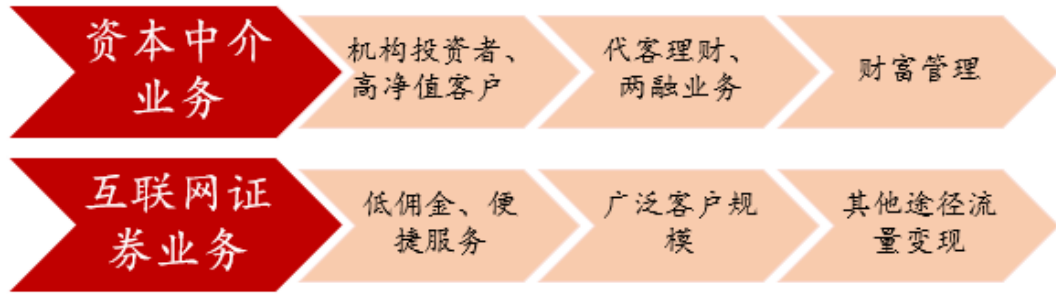 资本中介
业务
机构投资者、
高净值客户
代客理财、
两融业务
财富管理
互联网证
券业务
低佣金、便
捷服务
广泛客户规
模
其他途径流
量变现